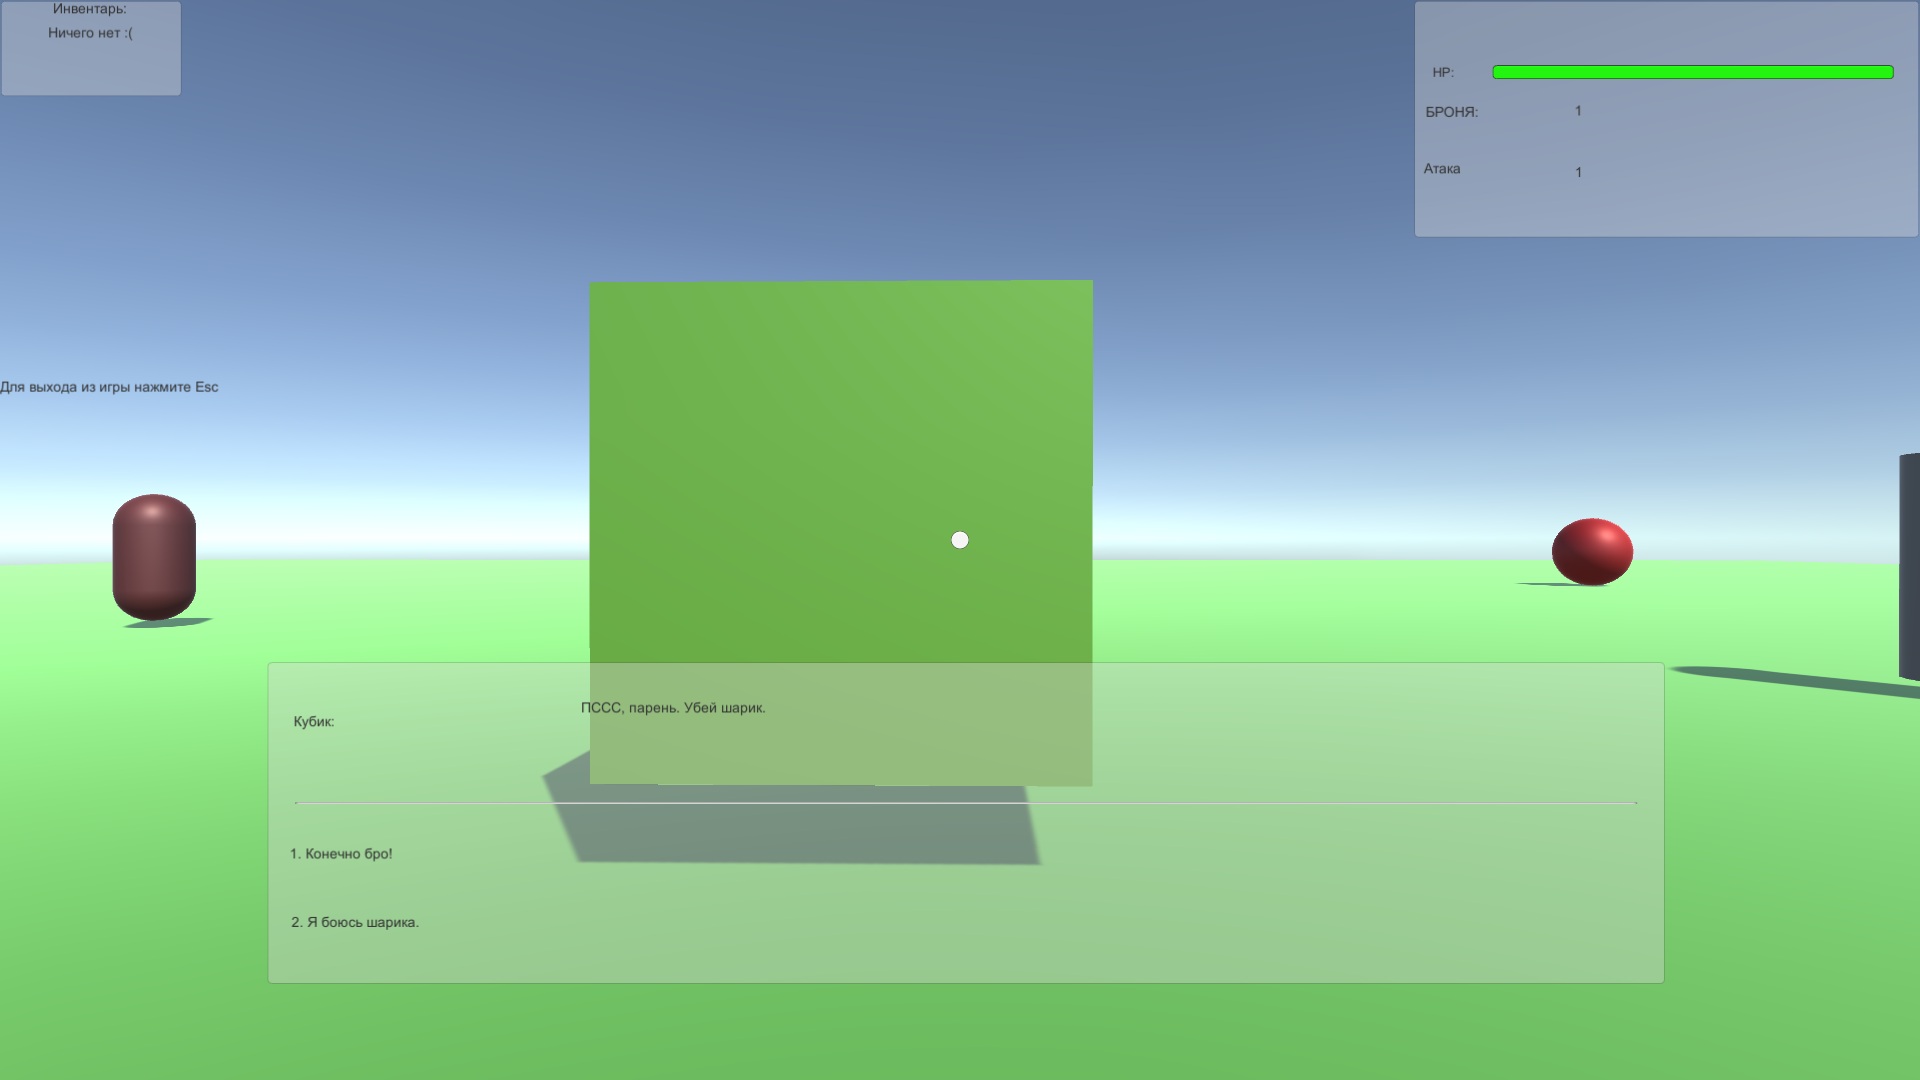 Инвентарь:
Ничего нет :(
HP:
БРОНЯ: 1
Атака 1
Для выхода из игры нажмите Esc
Кубик: ПССС, парень. Убей шарик.
1. Конечно бро!
2. Я боюсь шарика.